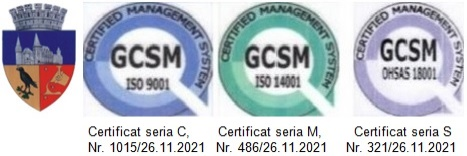 CERTIFIED MANAGEMENT SYSTEM
GCSM
ISO 9001
CERTIFIED MANAGEMENT SYSTEM
GCSM
ISO 14001
CERTIFIED MANAGEMENT SYSTEM
GCSM
OHSAS 18001
Certificat seria C,
Nr. 1015/26.11.2021
Certificat seria M,
Nr. 486/26.11.2021
Certificat seria S
Nr. 321/26.11.2021